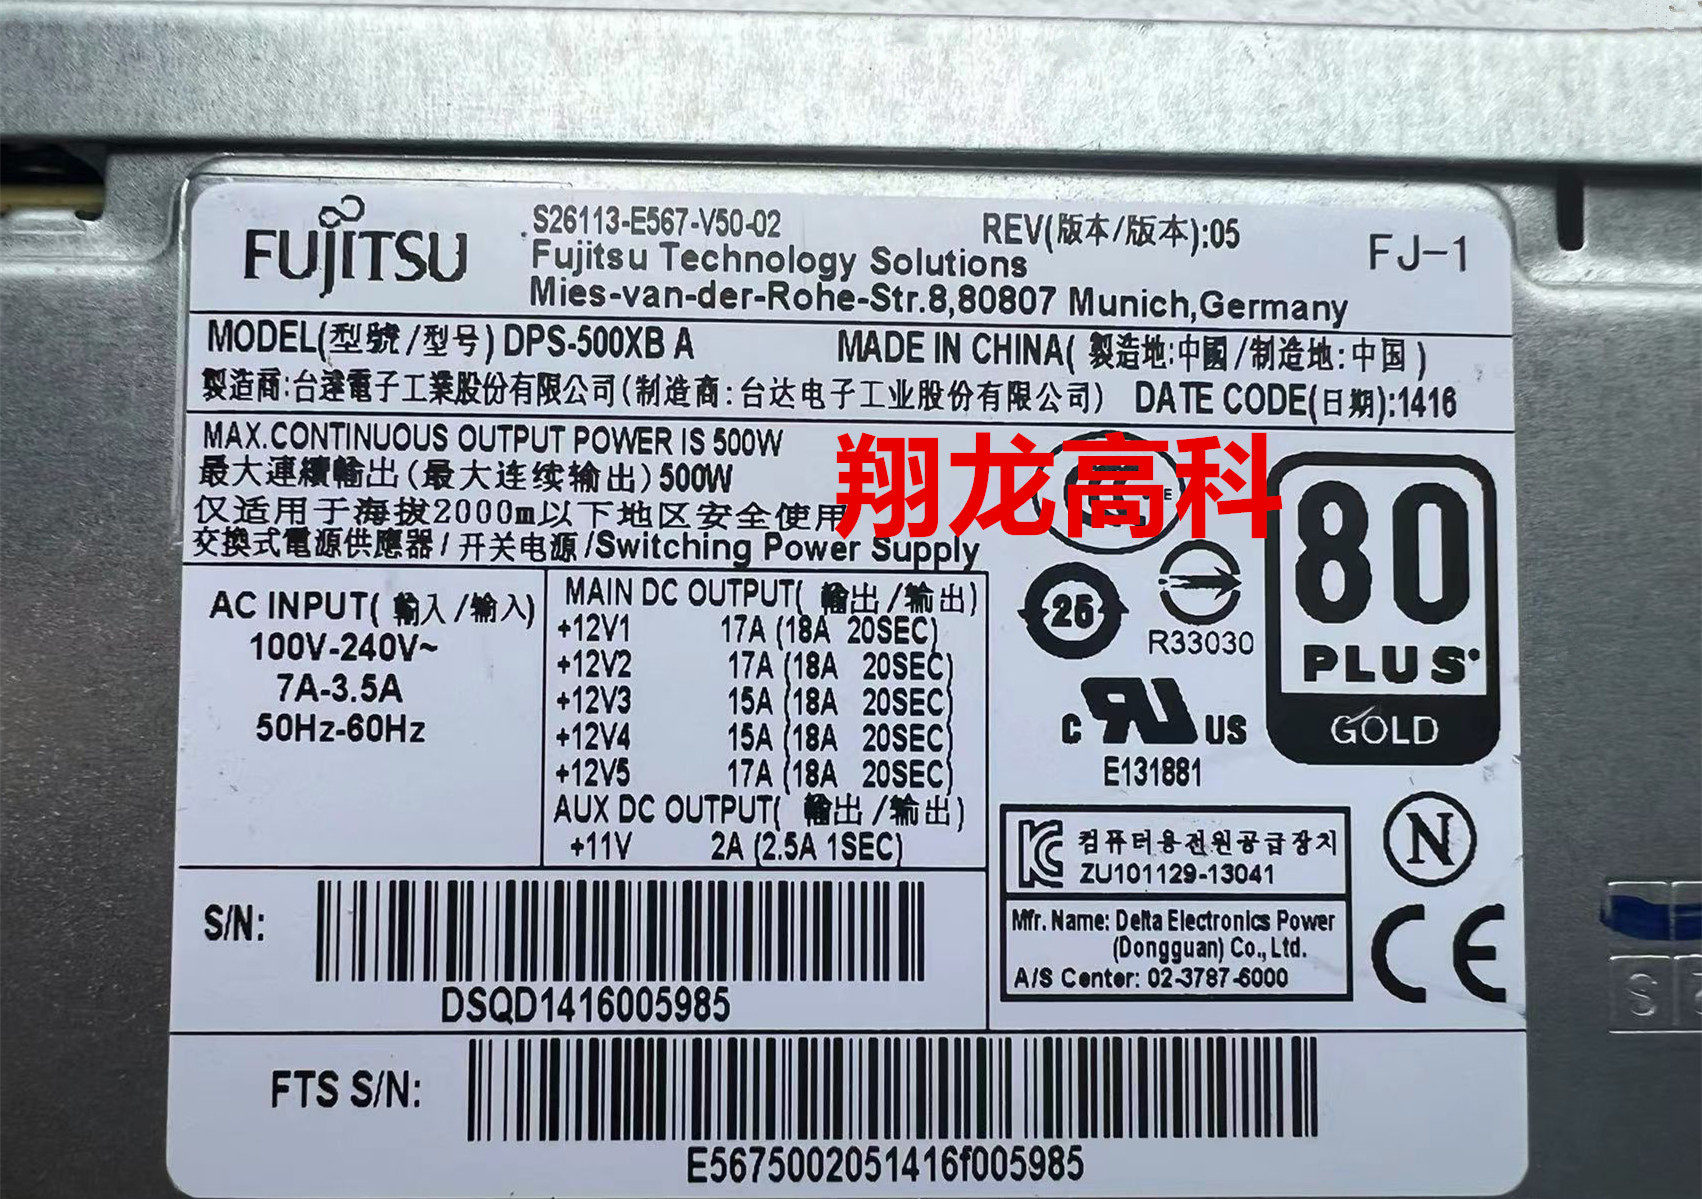 FUJITSU
S26113-E567-V50-02
REV(版本/版本):05
FJ-1
Fujitsu Technology Solutions
Mies-van-der-Rohe-Str.8,80807 Munich,Germany
MODEL(型號/型号) DPS-500XB A
MADE IN CHINA( 製造地:中國/制造地:中国 )
製造商:台達電子工業股份有限公司(制造商:台达电子工业股份有限公司)
DATE CODE(日期):1416
MAX.CONTINUOUS OUTPUT POWER IS 500W
最大連續輸出(最大连续输出)500W
仅适用于海拔2000m以下地区安全使用
交換式電源供應器/开关电源/Switching Power Supply
翔龙高科
AC INPUT( 輸入/输入)
100V-240V~
7A-3.5A
50Hz-60Hz
MAIN DC OUTPUT( 輸出/输出)
+12V1 17A (18A 20SEC)
+12V2 17A (18A 20SEC)
+12V3 15A (18A 20SEC)
+12V4 15A (18A 20SEC)
+12V5 17A (18A 20SEC)
AUX DC OUTPUT( 輸出/输出)
+11V 2A (2.5A 1SEC)
25
R33030
C US
E131881
80
PLUS
GOLD
컴퓨터용전원공급장치
ZU101129-13041
N
Mfr. Name: Delta Electronics Power
(Dongguan) Co., Ltd.
A/S Center: 02-3787-6000
CE
S/N:
DSQD1416005985
FTS S/N:
E5675002051416f005985